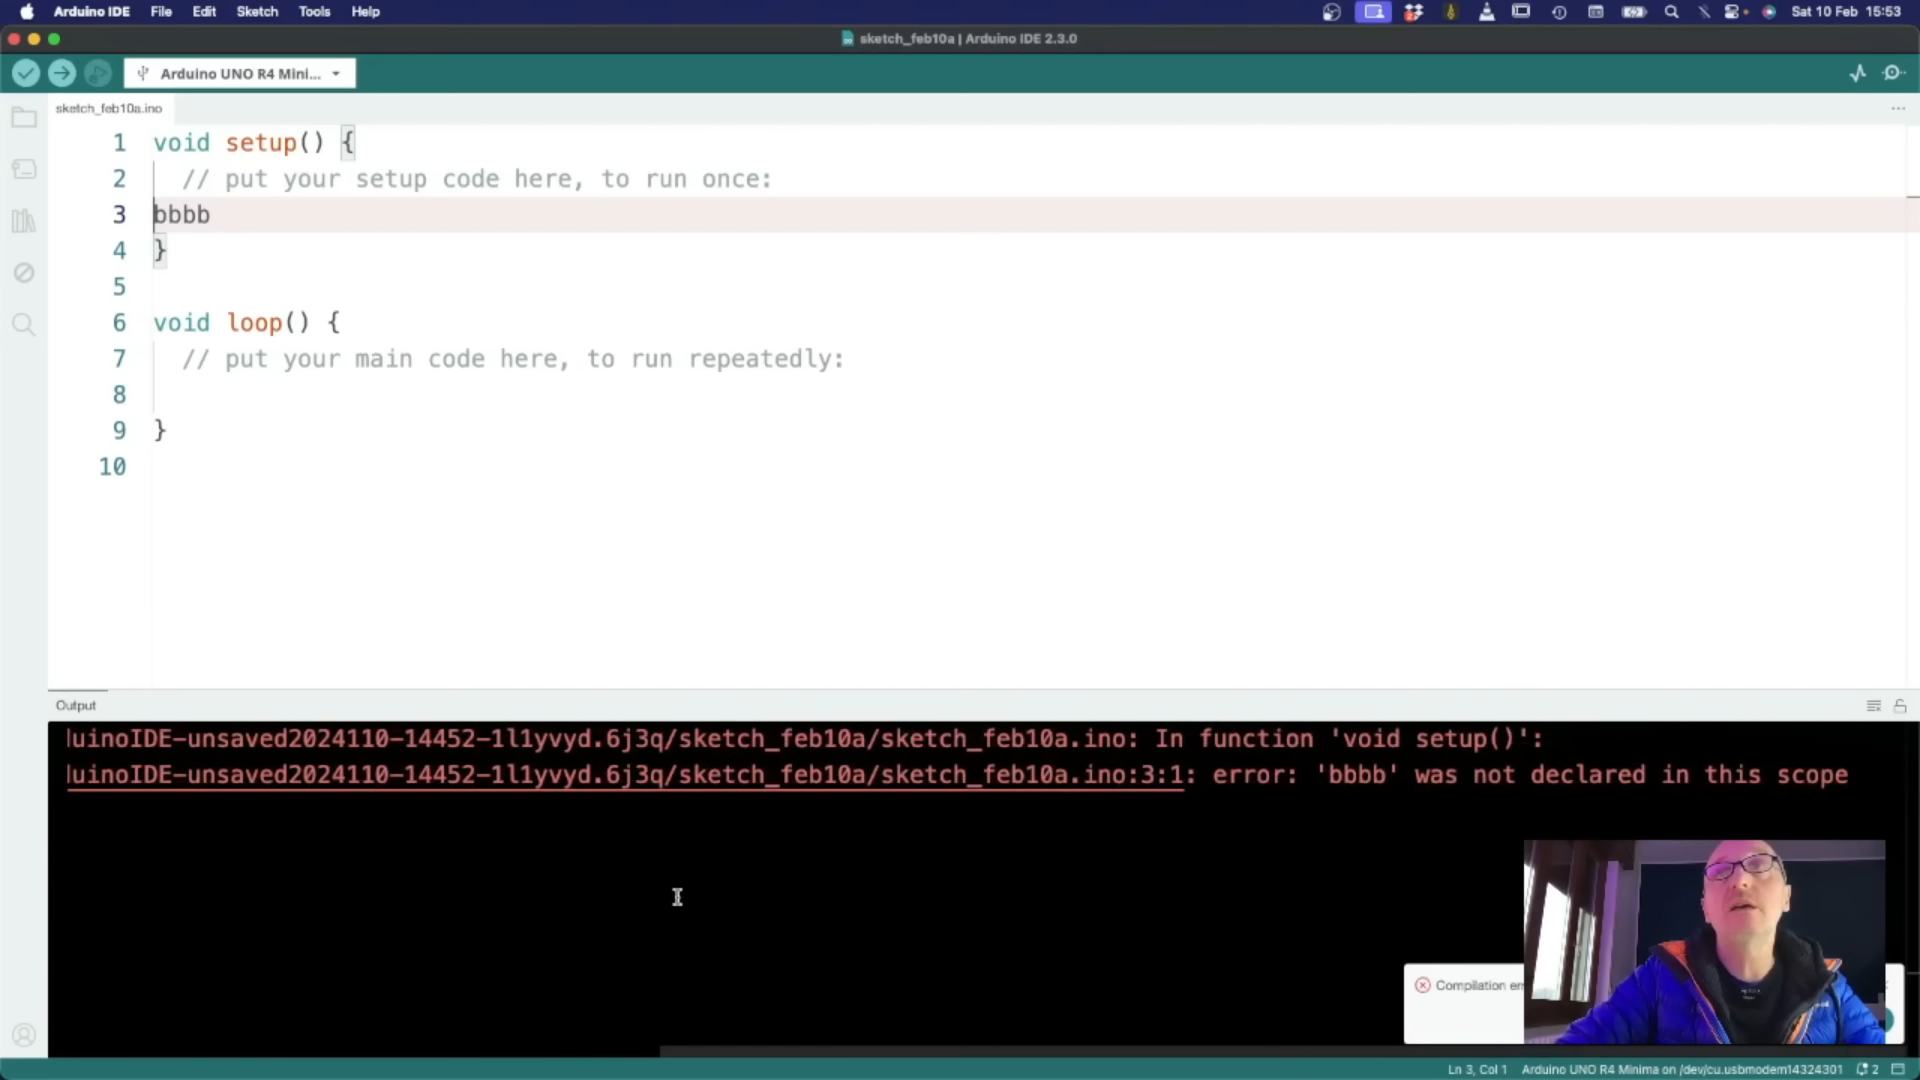 Arduino IDE File Edit Sketch Tools Help Sat 10 Feb 15:53
sketch_feb10a | Arduino IDE 2.3.0
Arduino UNO R4 Mini...
sketch_feb10a.ino
1 void setup() {
2 // put your setup code here, to run once:
3 bbbb
4 }
5
6 void loop() {
7 // put your main code here, to run repeatedly:
8
9 }
10
Output
uinoIDE-unsaved2024110-14452-1l1yvyd.6j3q/sketch_feb10a/sketch_feb10a.ino: In function 'void setup()':
uinoIDE-unsaved2024110-14452-1l1yvyd.6j3q/sketch_feb10a/sketch_feb10a.ino:3:1: error: 'bbbb' was not declared in this scope
Compilation err
Ln 3, Col 1 Arduino UNO R4 Minima on /dev/cu.usbmodem14324301 2